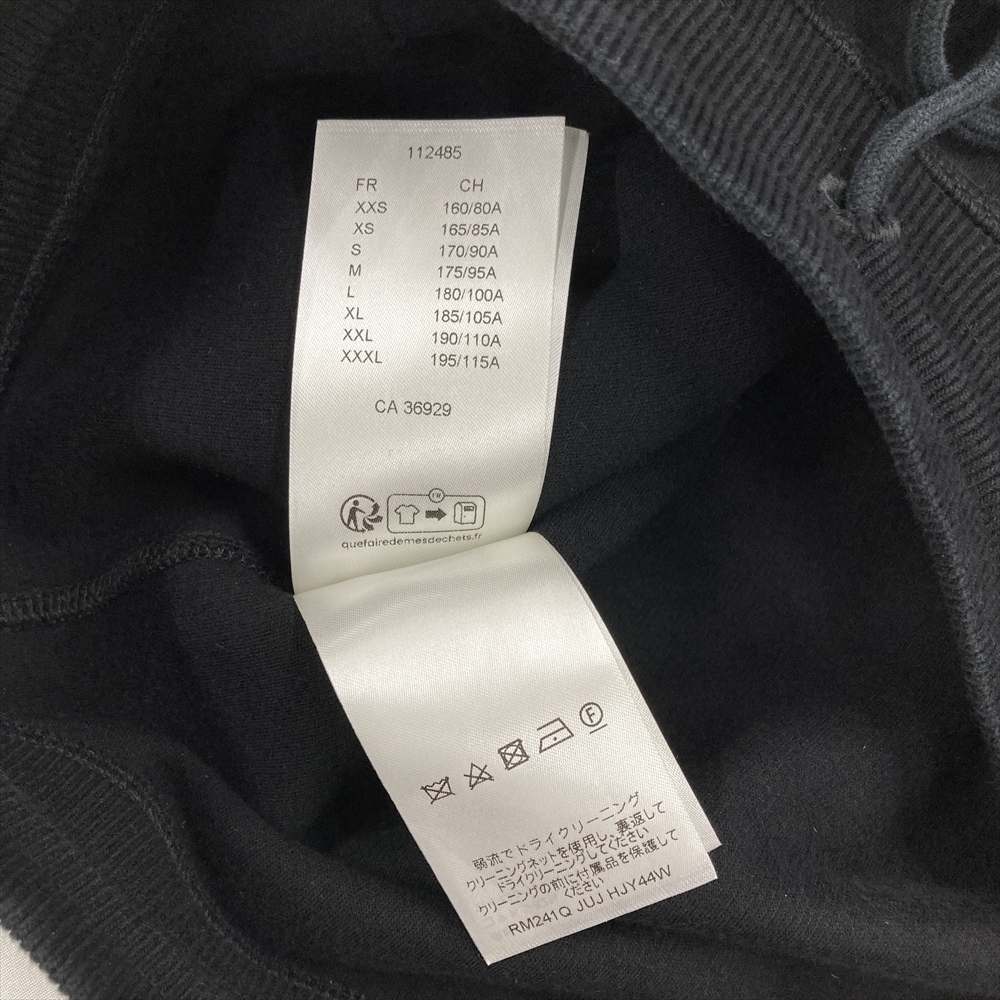 112485
FR CH
XXS 160/80A
XS 165/85A
S 170/90A
M 175/95A
L 180/100A
XL 185/105A
XXL 190/110A
XXXL 195/115A
CA 36929
FR
quefairedemesdechets.fr
F
弱流でドライクリーニング
クリーニングネットを使用し、裏返して
ドライクリーニングしてください
クリーニングの前に付属品を保護して
ください
RM241Q JUJ HJY44W